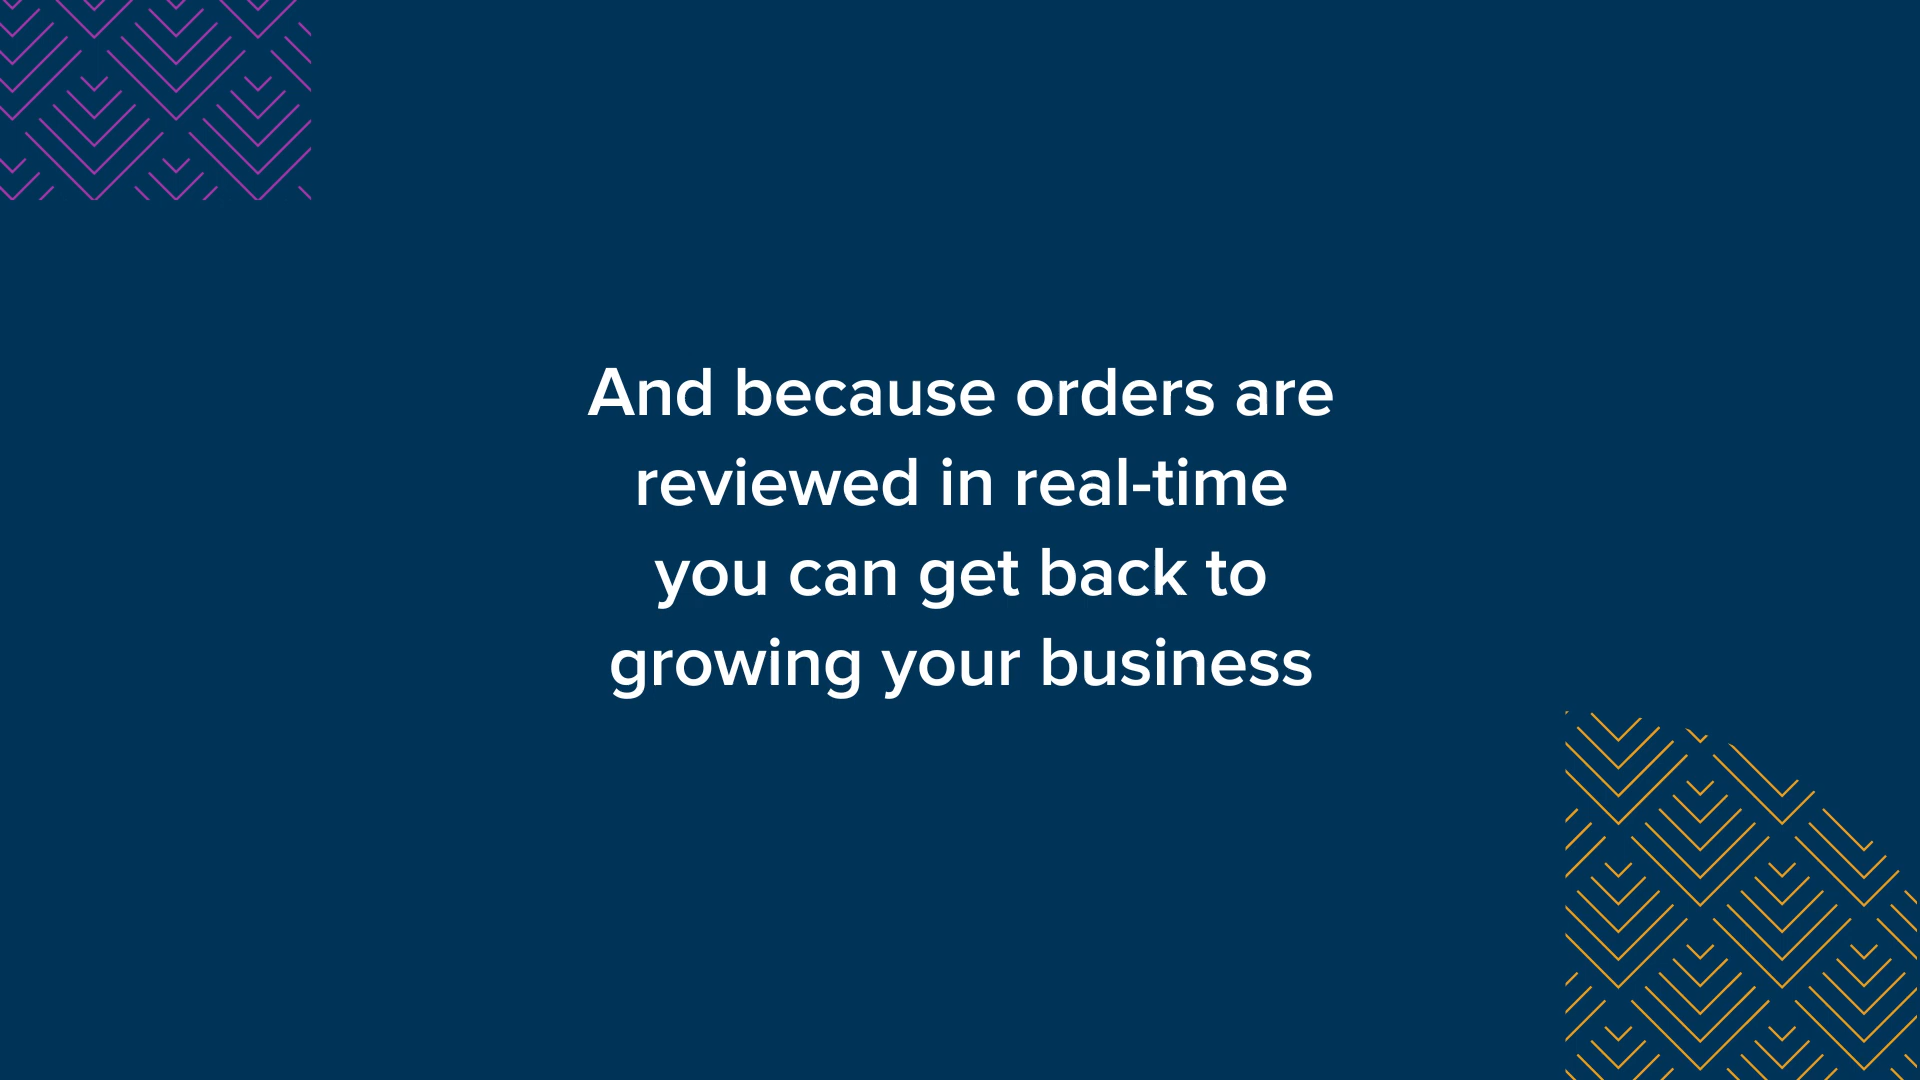 And because orders are
reviewed in real-time
you can get back to
growing your business